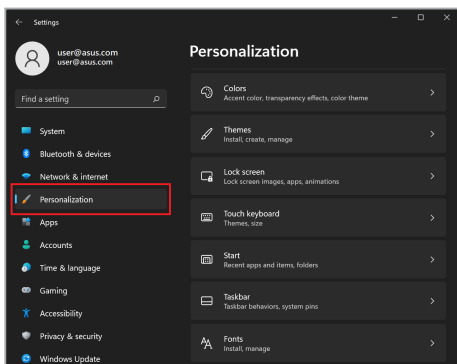 Settings
user@asus.com
user@asus.com
Find a setting
System
Bluetooth & devices
Network & internet
Personalization
Apps
Accounts
Time & language
Gaming
Accessibility
Privacy & security
Windows Update
Personalization
Colors
Accent color, transparency effects, color theme
Themes
Install, create, manage
Lock screen
Lock screen images, apps, animations
Touch keyboard
Themes, size
Start
Recent apps and items, folders
Taskbar
Taskbar behaviors, system pins
Fonts
Install, manage